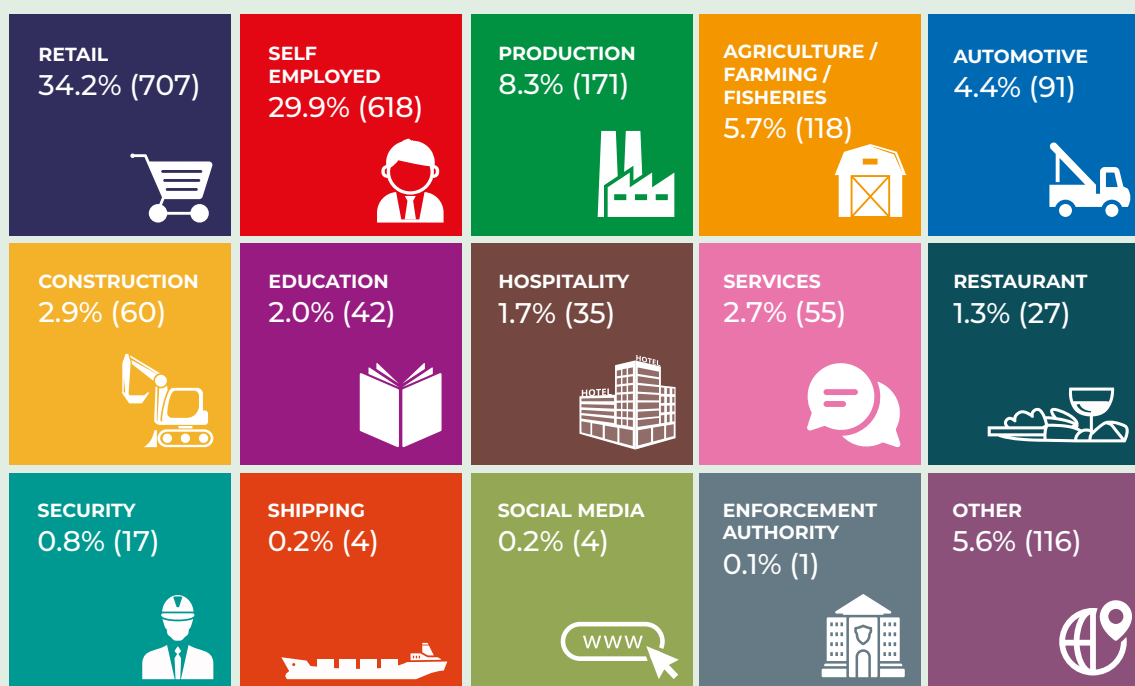 RETAIL
34.2% (707)
SELF
EMPLOYED
29.9% (618)
PRODUCTION
8.3% (171)
AGRICULTURE /
FARMING /
FISHERIES
5.7% (118)
AUTOMOTIVE
4.4% (91)
CONSTRUCTION
2.9% (60)
EDUCATION
2.0% (42)
HOSPITALITY
1.7% (35)
HOTEL
HOTEL
SERVICES
2.7% (55)
RESTAURANT
1.3% (27)
SECURITY
0.8% (17)
SHIPPING
0.2% (4)
SOCIAL MEDIA
0.2% (4)
www
ENFORCEMENT
AUTHORITY
0.1% (1)
OTHER
5.6% (116)